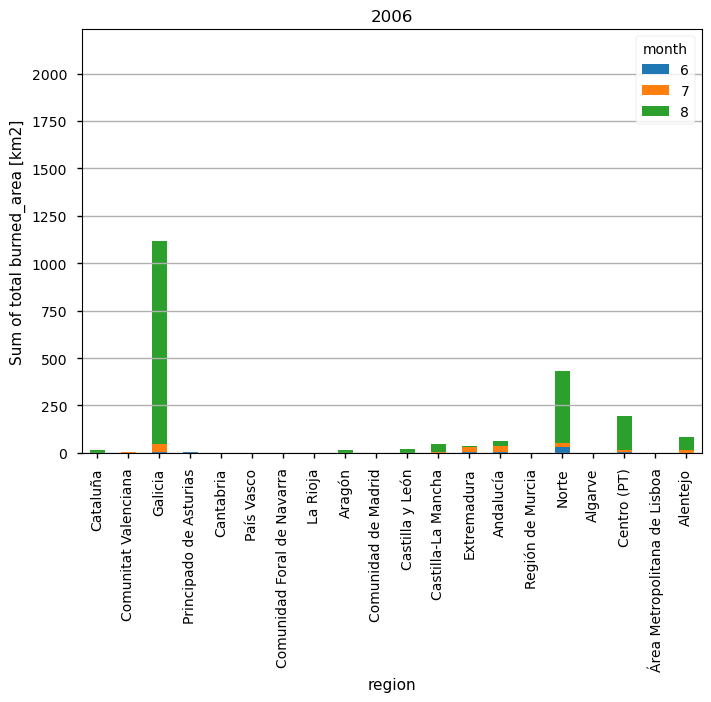 2006
month
6
7
8
2000
1750
1500
1250
1000
750
500
250
0
Sum of total burned_area [km2]
Cataluña
Comunitat Valenciana
Galicia
Principado de Asturias
Cantabria
País Vasco
Comunidad Foral de Navarra
La Rioja
Aragón
Comunidad de Madrid
Castilla y León
Castilla-La Mancha
Extremadura
Andalucía
Región de Murcia
Norte
Algarve
Centro (PT)
Área Metropolitana de Lisboa
Alentejo
region